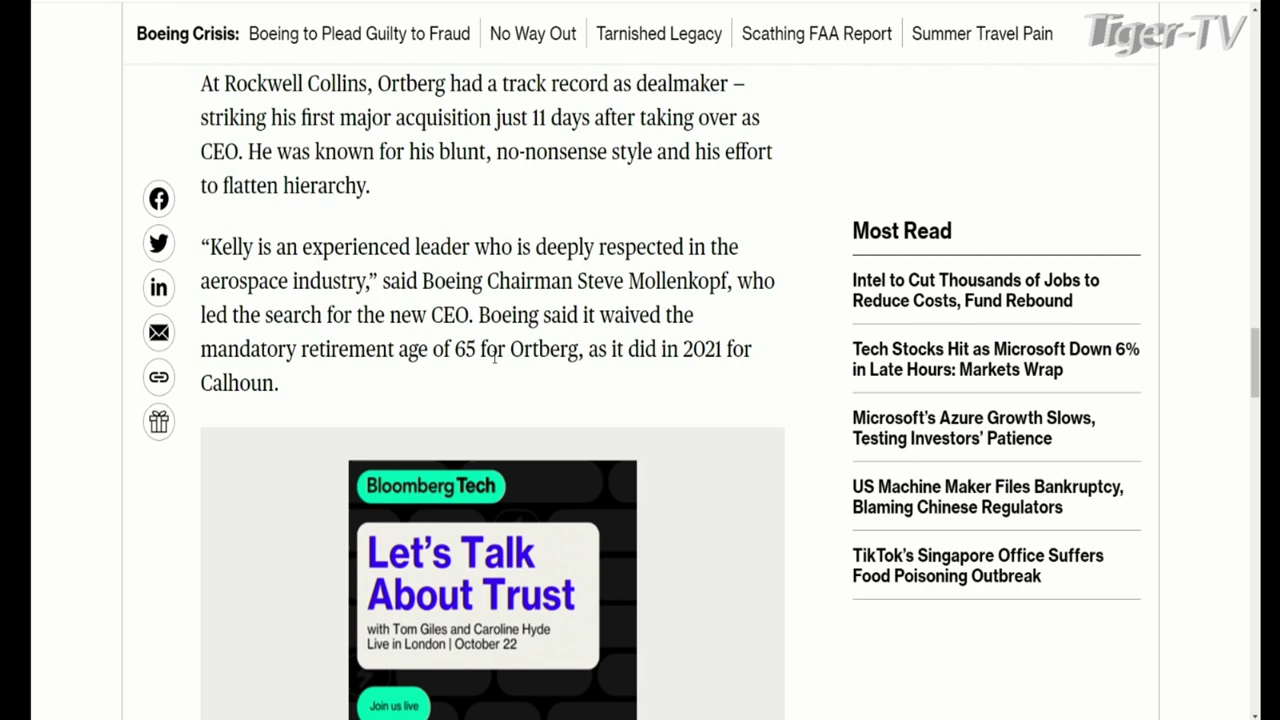 Boeing Crisis: Boeing to Plead Guilty to Fraud No Way Out Tarnished Legacy Scathing FAA Report Summer Travel Pain
Tiger-TV
At Rockwell Collins, Ortberg had a track record as dealmaker –
striking his first major acquisition just 11 days after taking over as
CEO. He was known for his blunt, no-nonsense style and his effort
to flatten hierarchy.
“Kelly is an experienced leader who is deeply respected in the
aerospace industry,” said Boeing Chairman Steve Mollenkopf, who
led the search for the new CEO. Boeing said it waived the
mandatory retirement age of 65 for Ortberg, as it did in 2021 for
Calhoun.
Bloomberg Tech
Let's Talk
About Trust
with Tom Giles and Caroline Hyde
Live in London | October 22
Join us live
Most Read
Intel to Cut Thousands of Jobs to
Reduce Costs, Fund Rebound
Tech Stocks Hit as Microsoft Down 6%
in Late Hours: Markets Wrap
Microsoft's Azure Growth Slows,
Testing Investors' Patience
US Machine Maker Files Bankruptcy,
Blaming Chinese Regulators
TikTok's Singapore Office Suffers
Food Poisoning Outbreak